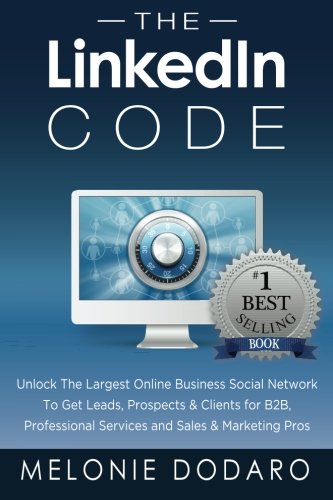 THE
LinkedIn
CODE
#1
BEST
SELLING
BOOK
Unlock The Largest Online Business Social Network
To Get Leads, Prospects & Clients for B2B,
Professional Services and Sales & Marketing Pros
MELONIE DODARO